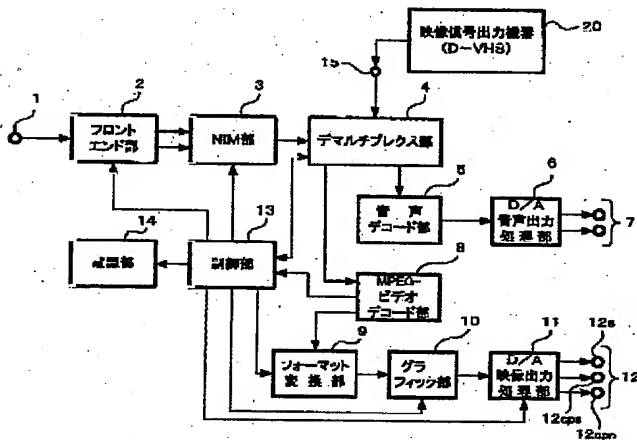 映像信号出力機器
(D-VHS)
20
15
1
2
3
4
フロント
エンド部
NIM部
デマルチプレクス部
5
6
14
13
音声
デコード部
D/A
音声出力
処理部
7
電源部
制御部
8
MPEG-
ビデオ
デコード部
9
10
11
12s
フォーマット
変換部
グラ
フィック部
D/A
映像出力
処理部
12
12cps
12cpn